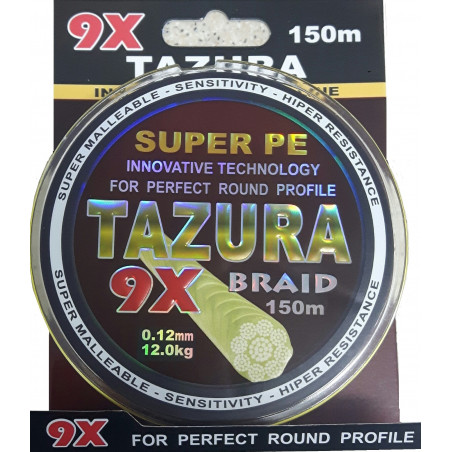 9X 150m
TAZURA
SUPER MALLEABLE - SENSITIVITY - HIPER RESISTANCE
SUPER PE
INNOVATIVE TECHNOLOGY
FOR PERFECT ROUND PROFILE
TAZURA
9X BRAID
150m
0.12mm
12.0kg
SUPER MALLEABLE - SENSITIVITY - HIPER RESISTANCE
9X FOR PERFECT ROUND PROFILE